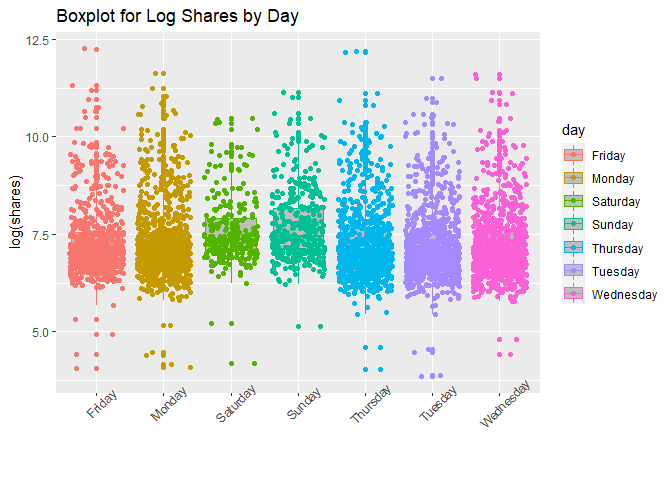 Boxplot for Log Shares by Day
12.5
10.0
7.5
5.0
log(shares)
Friday
Monday
Saturday
Sunday
Thursday
Tuesday
Wednesday
day
Friday
Monday
Saturday
Sunday
Thursday
Tuesday
Wednesday